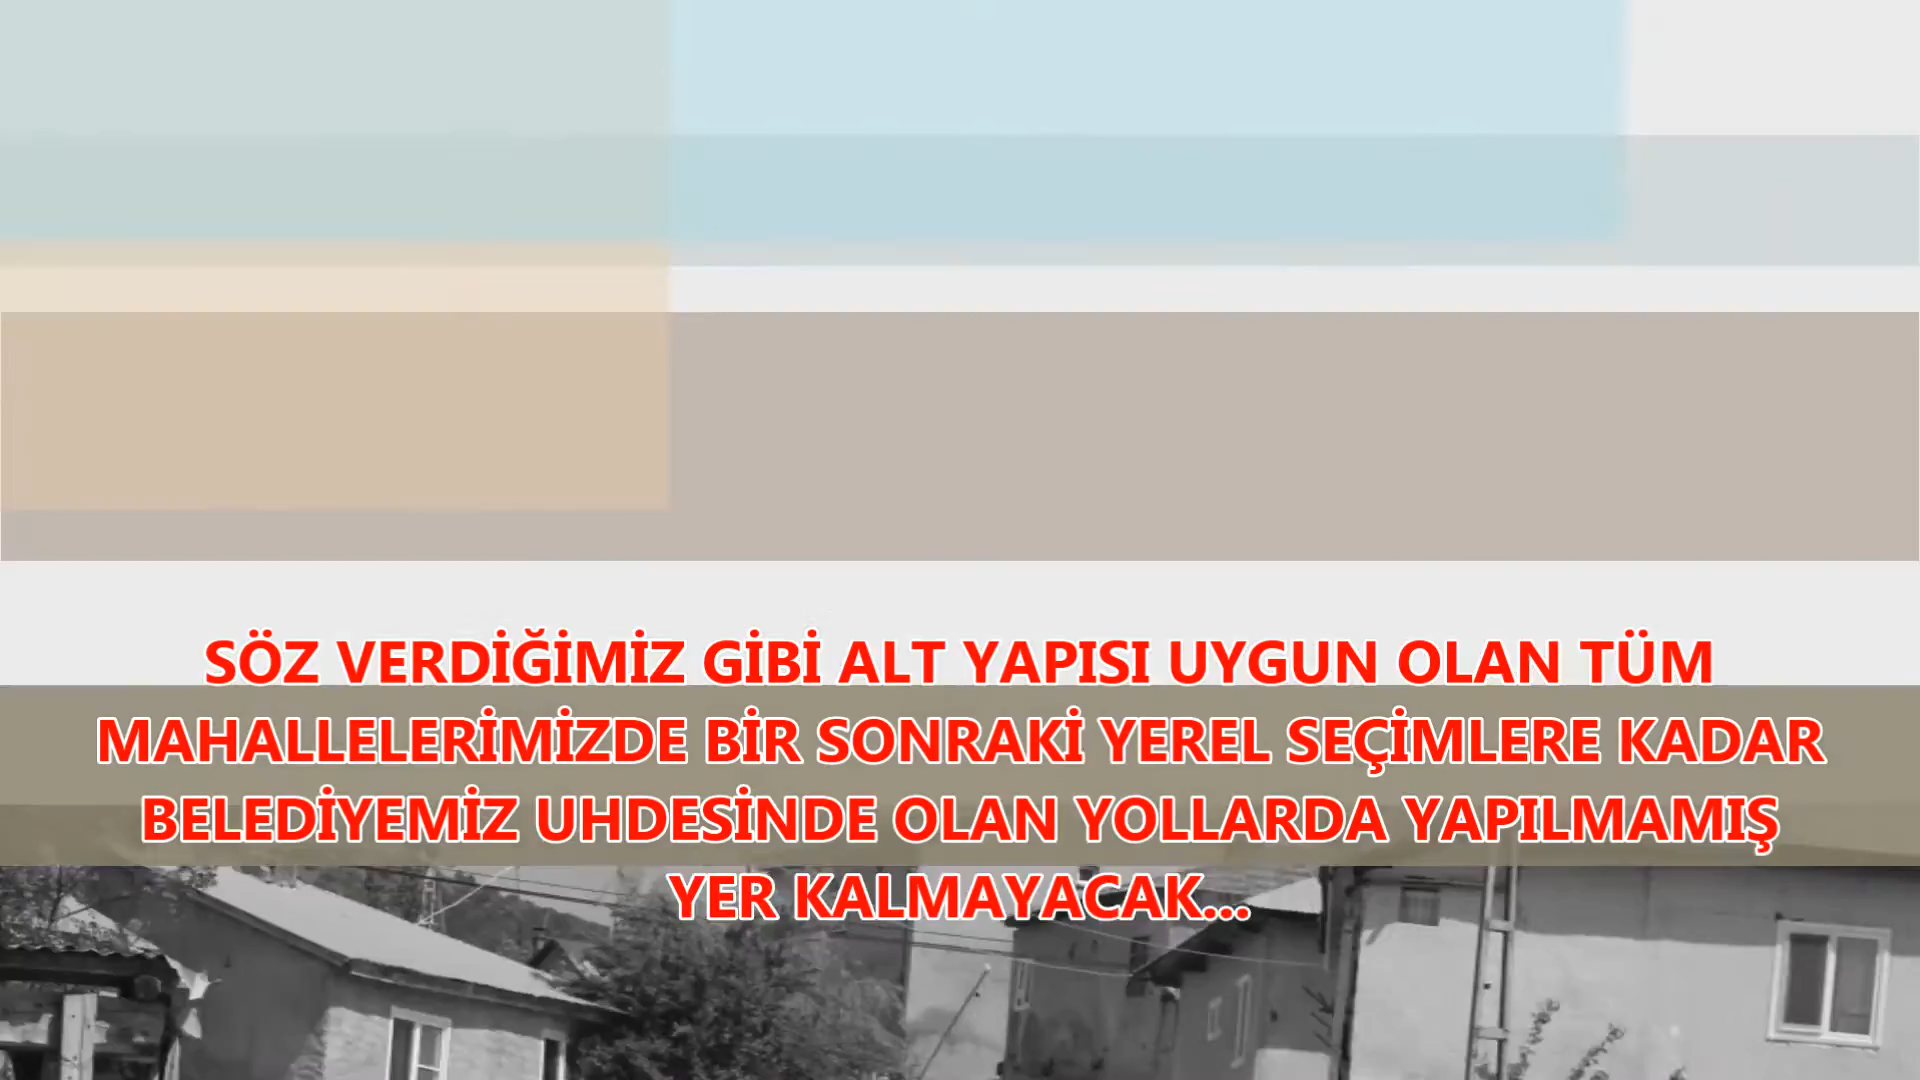 SÖZ VERDİĞİMİZ GİBİ ALT YAPISI UYGUN OLAN TÜM
MAHALLELERİMİZDE BİR SONRAKİ YEREL SEÇİMLERE KADAR
BELEDİYEMİZ UHDESİNDE OLAN YOLLARDA YAPILMAMIŞ
YER KALMAYACAK...